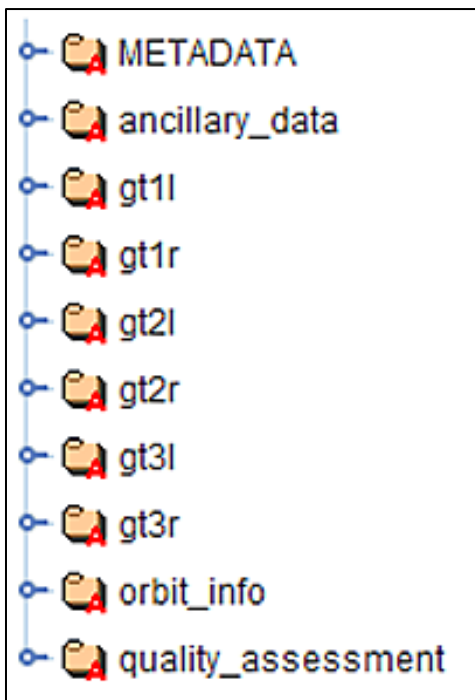 METADATA
ancillary_data
gt1l
gt1r
gt2l
gt2r
gt3l
gt3r
orbit_info
quality_assessment